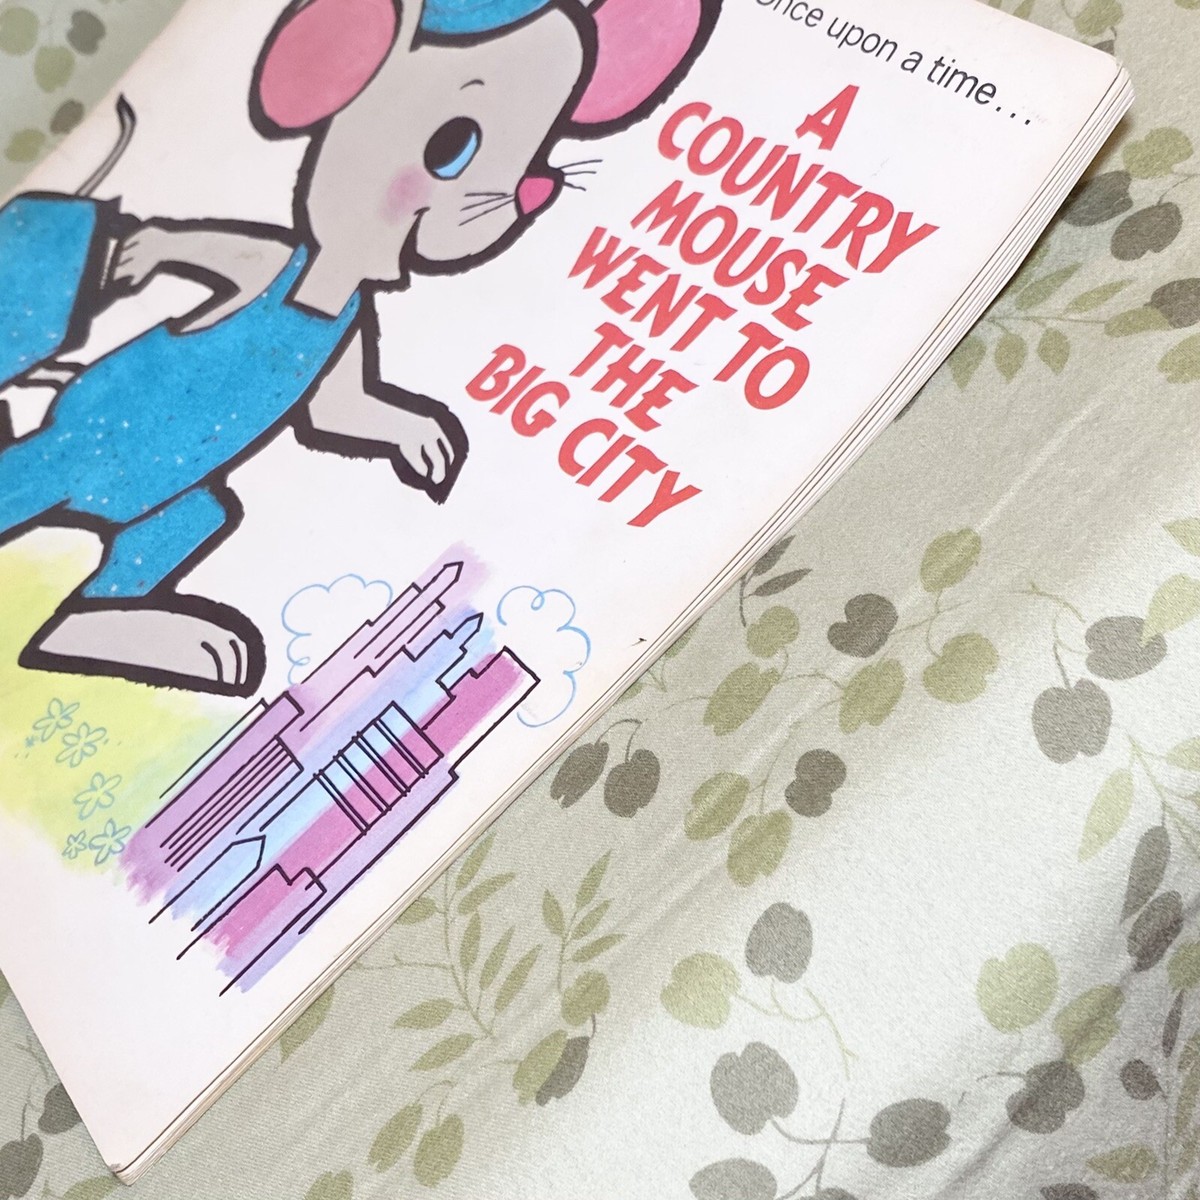 Once upon a time...
A
COUNTRY
MOUSE
WENT TO
THE
BIG CITY